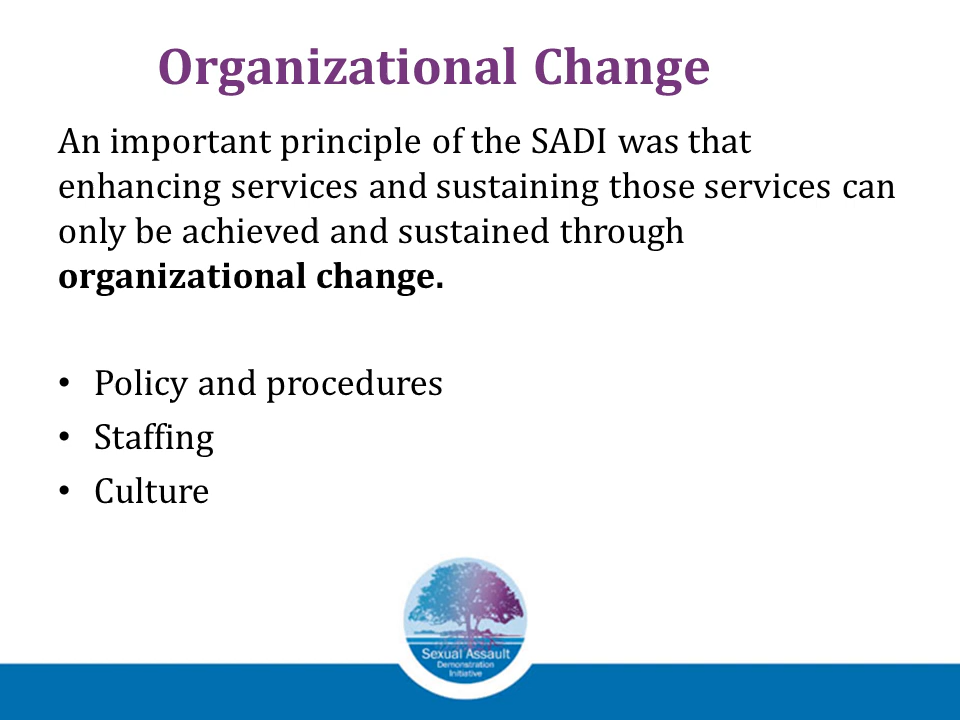 Organizational Change
An important principle of the SADI was that
enhancing services and sustaining those services can
only be achieved and sustained through
organizational change.
• Policy and procedures
• Staffing
• Culture
Sexual Assault
Demonstration
Initiative